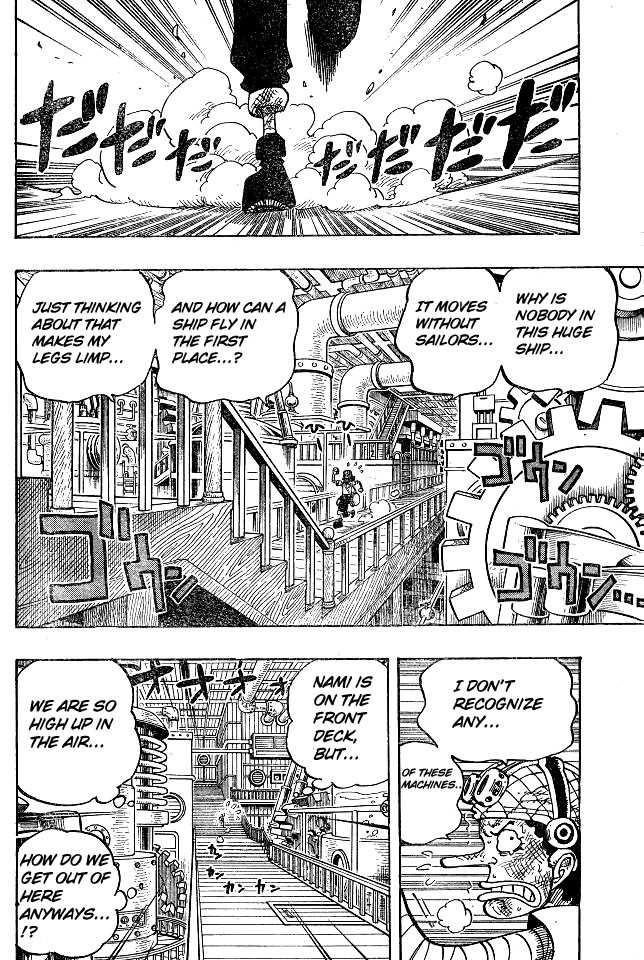 だだだ
だだだだ
WHY IS
NOBODY IN
THIS HUGE
SHIP...
IT MOVES
WITHOUT
SAILORS...
AND HOW CAN A
SHIP FLY IN
THE FIRST
PLACE...?
JUST THINKING
ABOUT THAT
MAKES MY
LEGS LIMP...
ゴウン
ゴウン...
ゴウン
I DON'T
RECOGNIZE
ANY...
OF THESE
MACHINES..
NAMI IS
ON THE
FRONT
DECK,
BUT...
WE ARE SO
HIGH UP IN
THE AIR...
HOW DO WE
GET OUT OF
HERE
ANYWAYS...
!?
カン
カン カン